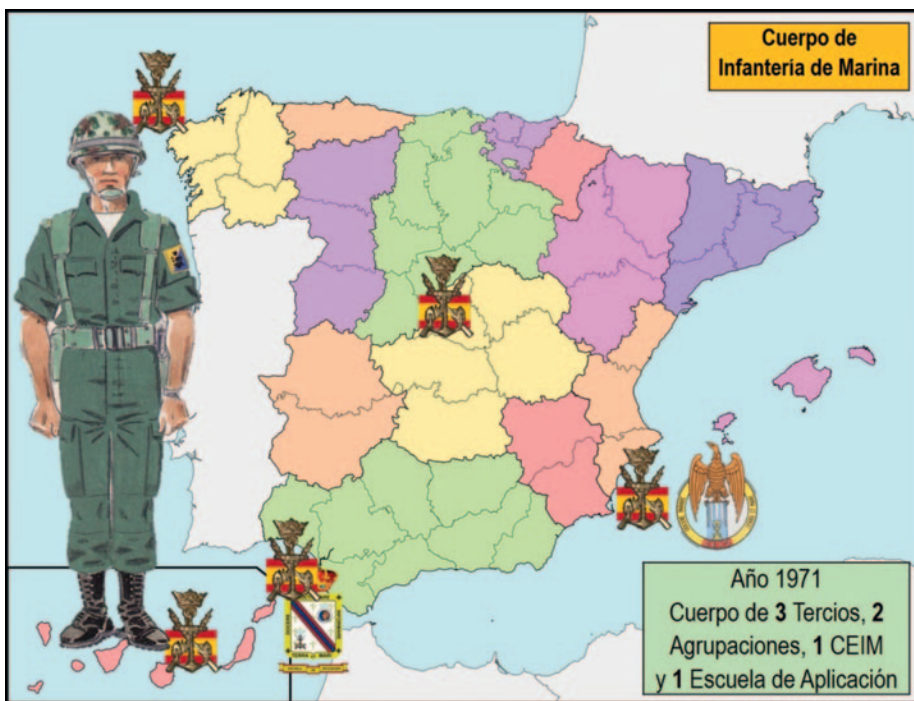 Cuerpo de
Infantería de Marina
Año 1971
Cuerpo de 3 Tercios, 2
Agrupaciones, 1 CEIM
y 1 Escuela de Aplicación